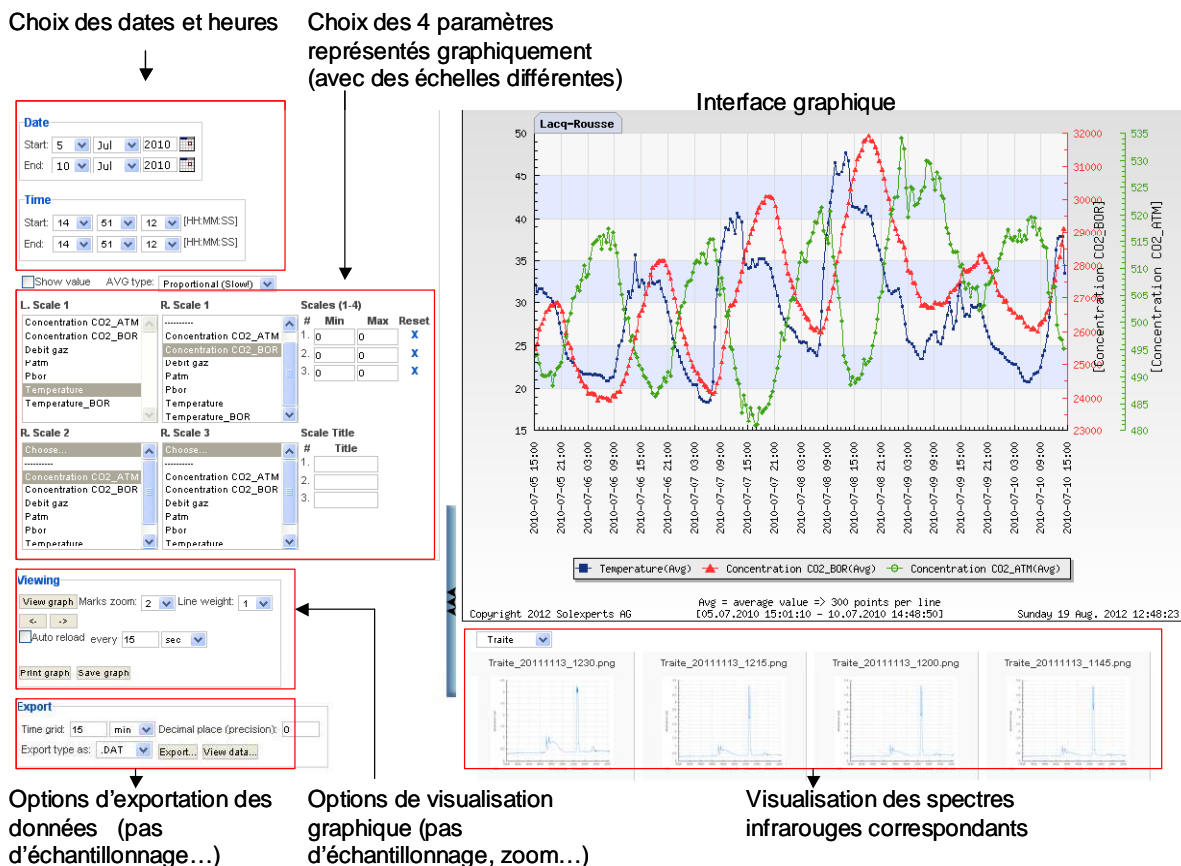 Choix des dates et heures
Choix des 4 paramètres
représentés graphiquement
(avec des échelles différentes)
Interface graphique
Date
Start: 5 Jul 2010
End: 10 Jul 2010
Time
Start: 14 51 12 [HH:MM:SS]
End: 14 51 12 [HH:MM:SS]
Show value AVG type: Proportional (Slow!)
L. Scale 1
Concentration CO2_ATM
Concentration CO2_BOR
Debit gaz
Patm
Pbor
Temperature
Temperature_BOR
R. Scale 1
----------
Concentration CO2_ATM
Concentration CO2_BOR
Debit gaz
Patm
Pbor
Temperature
Temperature_BOR
Scales (1-4)
# Min Max Reset
1. 0 0 X
2. 0 0 X
3. 0 0 X
R. Scale 2
Choose...
----------
Concentration CO2_ATM
Concentration CO2_BOR
Debit gaz
Patm
Pbor
Temperature
R. Scale 3
Choose...
----------
Concentration CO2_ATM
Concentration CO2_BOR
Debit gaz
Patm
Pbor
Temperature
Scale Title
# Title
1.
2.
3.
Viewing
View graph Marks zoom: 2 Line weight: 1
<- ->
Auto reload every 15 sec
Print graph Save graph
Export
Time grid: 15 min Decimal place (precision): 0
Export type as: .DAT Export... View data...
Lacq-Rousse
50
45
40
35
30
25
20
15
32000
31000
30000
29000
28000
27000
26000
25000
24000
23000
[Concentration CO2_BOR]
535
530
525
520
515
510
505
500
495
490
485
480
[Concentration CO2_ATM]
2010-07-05 15:00
2010-07-05 21:00
2010-07-06 03:00
2010-07-06 09:00
2010-07-06 15:00
2010-07-06 21:00
2010-07-07 03:00
2010-07-07 09:00
2010-07-07 15:00
2010-07-07 21:00
2010-07-08 03:00
2010-07-08 09:00
2010-07-08 15:00
2010-07-08 21:00
2010-07-09 03:00
2010-07-09 09:00
2010-07-09 15:00
2010-07-09 21:00
2010-07-10 03:00
2010-07-10 09:00
2010-07-10 15:00
Temperature(Avg) Concentration CO2_BOR(Avg) Concentration CO2_ATM(Avg)
Avg = average value => 300 points per line
Copyright 2012 Solexperts AG [05.07.2010 15:01:10 - 10.07.2010 14:48:50] Sunday 19 Aug. 2012 12:48:23
Traite
Traite_20111113_1230.png Traite_20111113_1215.png Traite_20111113_1200.png Traite_20111113_1145.png
Options d'exportation des
données (pas
d'échantillonnage…)
Options de visualisation
graphique (pas
d'échantillonnage, zoom…)
Visualisation des spectres
infrarouges correspondants